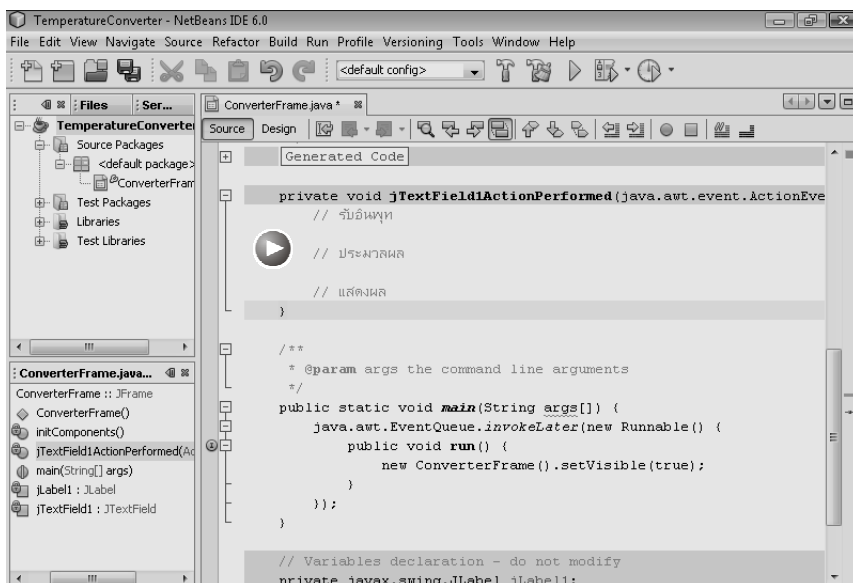 TemperatureConverter - NetBeans IDE 6.0
File Edit View Navigate Source Refactor Build Run Profile Versioning Tools Window Help
<default config>
Files
Ser...
ConverterFrame.java *
TemperatureConverte
Source Packages
<default package>
ConverterFram
Test Packages
Libraries
Test Libraries
Source Design
Generated Code
private void jTextField1ActionPerformed(java.awt.event.ActionEve
// รับอินพุท
// ประมวลผล
// แสดงผล
}
/**
* @param args the command line arguments
*/
public static void main(String args[]) {
java.awt.EventQueue.invokeLater(new Runnable() {
public void run() {
new ConverterFrame().setVisible(true);
}
});
}
// Variables declaration - do not modify
private javax.swing.JLabel jLabel1;
ConverterFrame.java...
ConverterFrame :: JFrame
ConverterFrame()
initComponents()
jTextField1ActionPerformed(Ac
main(String[] args)
jLabel1 : JLabel
jTextField1 : JTextField